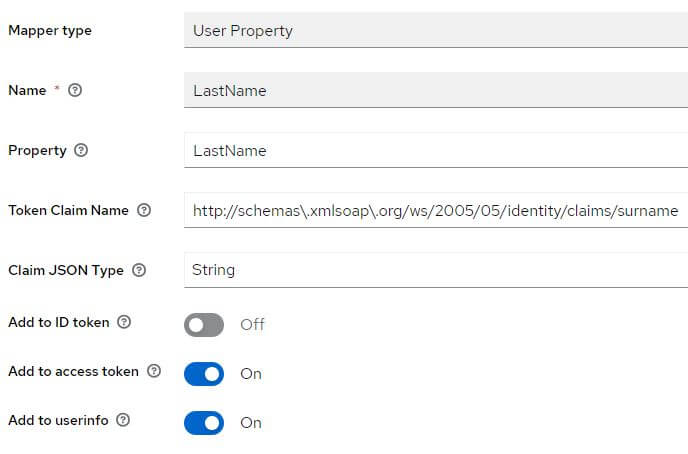 Mapper type User Property
Name * LastName
Property LastName
Token Claim Name http://schemas\.xmlsoap\.org/ws/2005/05/identity/claims/surname
Claim JSON Type String
Add to ID token Off
Add to access token On
Add to userinfo On